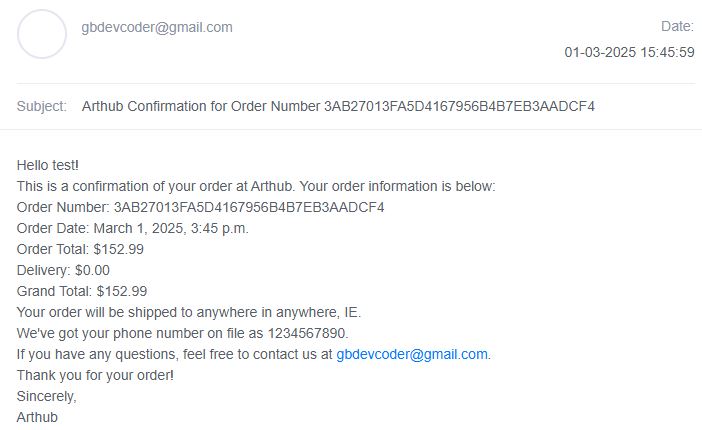 gbdevcoder@gmail.com
Date:
01-03-2025 15:45:59
Subject: Arthub Confirmation for Order Number 3AB27013FA5D4167956B4B7EB3AADCF4
Hello test!
This is a confirmation of your order at Arthub. Your order information is below:
Order Number: 3AB27013FA5D4167956B4B7EB3AADCF4
Order Date: March 1, 2025, 3:45 p.m.
Order Total: $152.99
Delivery: $0.00
Grand Total: $152.99
Your order will be shipped to anywhere in anywhere, IE.
We've got your phone number on file as 1234567890.
If you have any questions, feel free to contact us at gbdevcoder@gmail.com.
Thank you for your order!
Sincerely,
Arthub